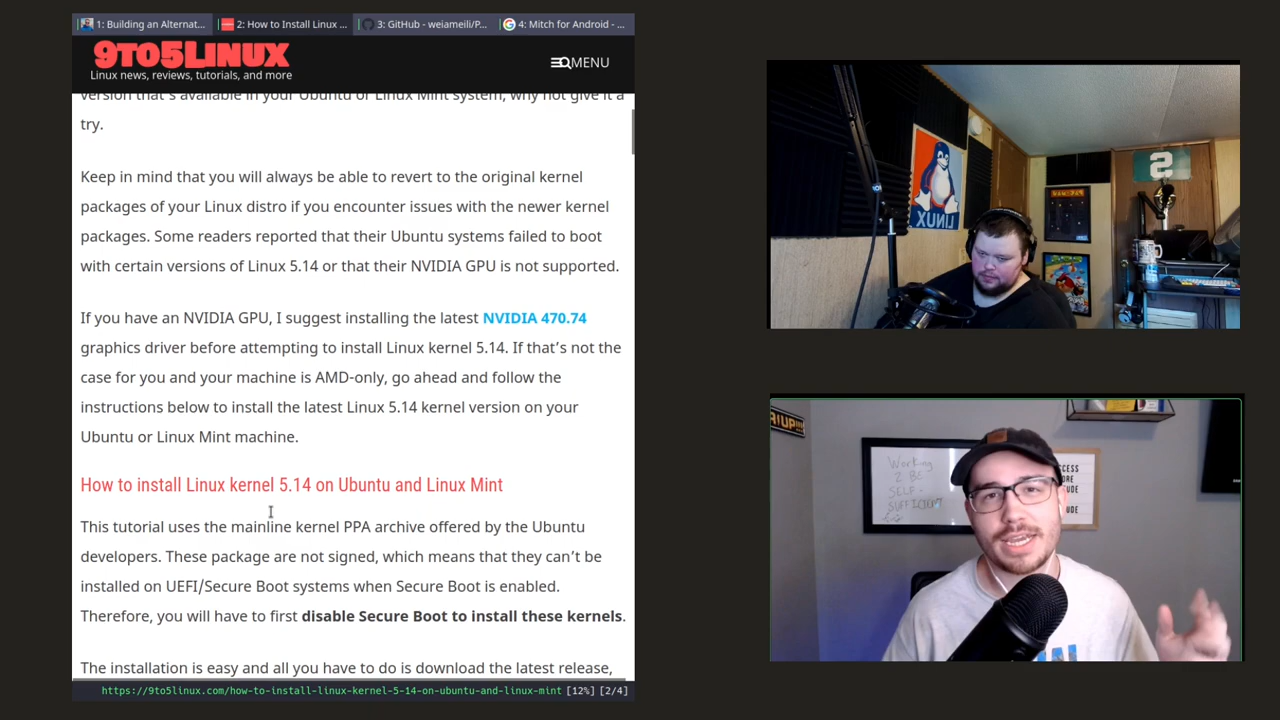 1: Building an Alternat...
2: How to Install Linux ...
3: GitHub - weiameili/P...
4: Mitch for Android - ...
9TO5LINUX
MENU
Linux news, reviews, tutorials, and more
version that's available in your Ubuntu or Linux Mint system, why not give it a
try.
Keep in mind that you will always be able to revert to the original kernel
packages of your Linux distro if you encounter issues with the newer kernel
packages. Some readers reported that their Ubuntu systems failed to boot
with certain versions of Linux 5.14 or that their NVIDIA GPU is not supported.
If you have an NVIDIA GPU, I suggest installing the latest NVIDIA 470.74
graphics driver before attempting to install Linux kernel 5.14. If that's not the
case for you and your machine is AMD-only, go ahead and follow the
instructions below to install the latest Linux 5.14 kernel version on your
Ubuntu or Linux Mint machine.
How to install Linux kernel 5.14 on Ubuntu and Linux Mint
This tutorial uses the mainline kernel PPA archive offered by the Ubuntu
developers. These package are not signed, which means that they can't be
installed on UEFI/Secure Boot systems when Secure Boot is enabled.
Therefore, you will have to first disable Secure Boot to install these kernels.
The installation is easy and all you have to do is download the latest release,
https://9to5linux.com/how-to-install-linux-kernel-5-14-on-ubuntu-and-linux-mint [12%] [2/4]
LINUX
Working
2 BE
SELF-
SUFFICIENT